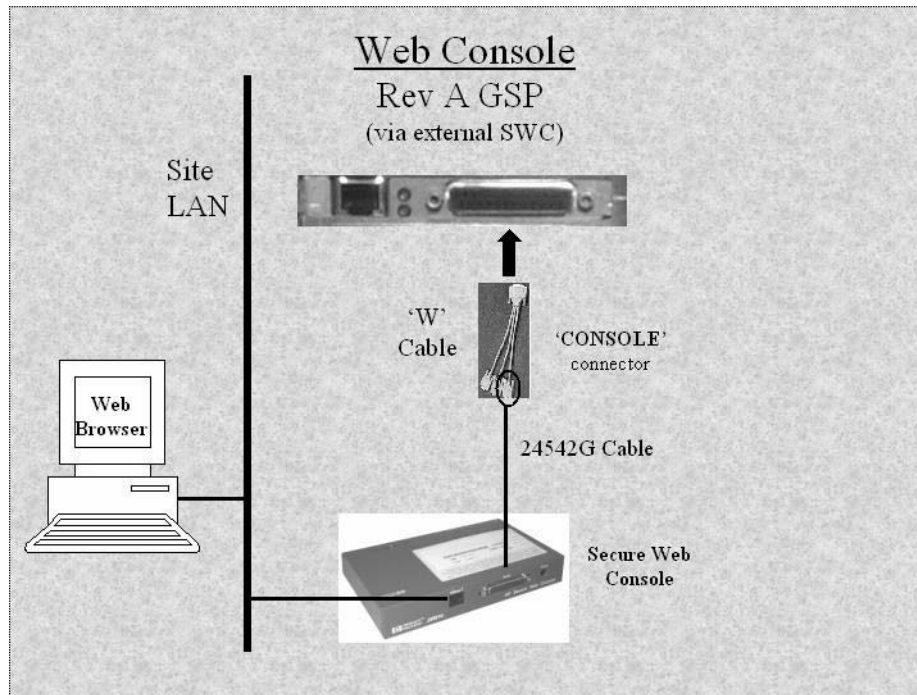 Web Console
Rev A GSP
(via external SWC)
Site
LAN
‘W’
Cable
‘CONSOLE’
connector
Web
Browser
24542G Cable
Secure Web
Console